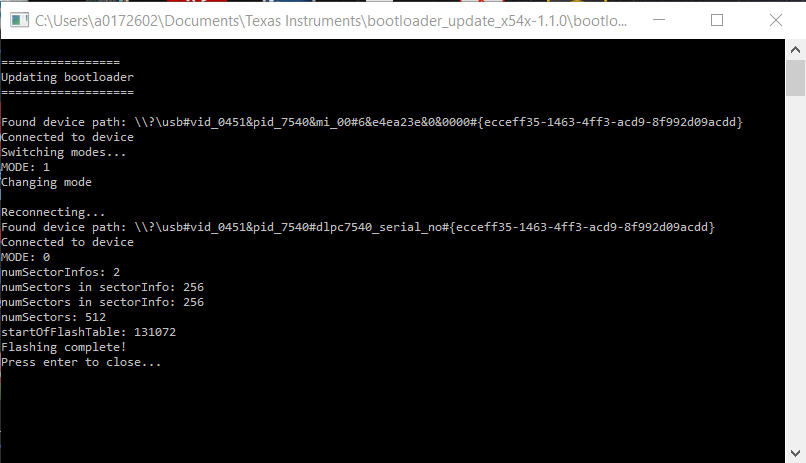 C:\Users\a0172602\Documents\Texas Instruments\bootloader_update_x54x-1.1.0\bootlo...
=================
Updating bootloader
===================
Found device path: \\?\usb#vid_0451&pid_7540&mi_00#6&e4ea23e&0&0000#{ecceff35-1463-4ff3-acd9-8f992d09acdd}
Connected to device
Switching modes...
MODE: 1
Changing mode
Reconnecting...
Found device path: \\?\usb#vid_0451&pid_7540#dlpc7540_serial_no#{ecceff35-1463-4ff3-acd9-8f992d09acdd}
Connected to device
MODE: 0
numSectorInfos: 2
numSectors in sectorInfo: 256
numSectors in sectorInfo: 256
numSectors: 512
startOfFlashTable: 131072
Flashing complete!
Press enter to close...